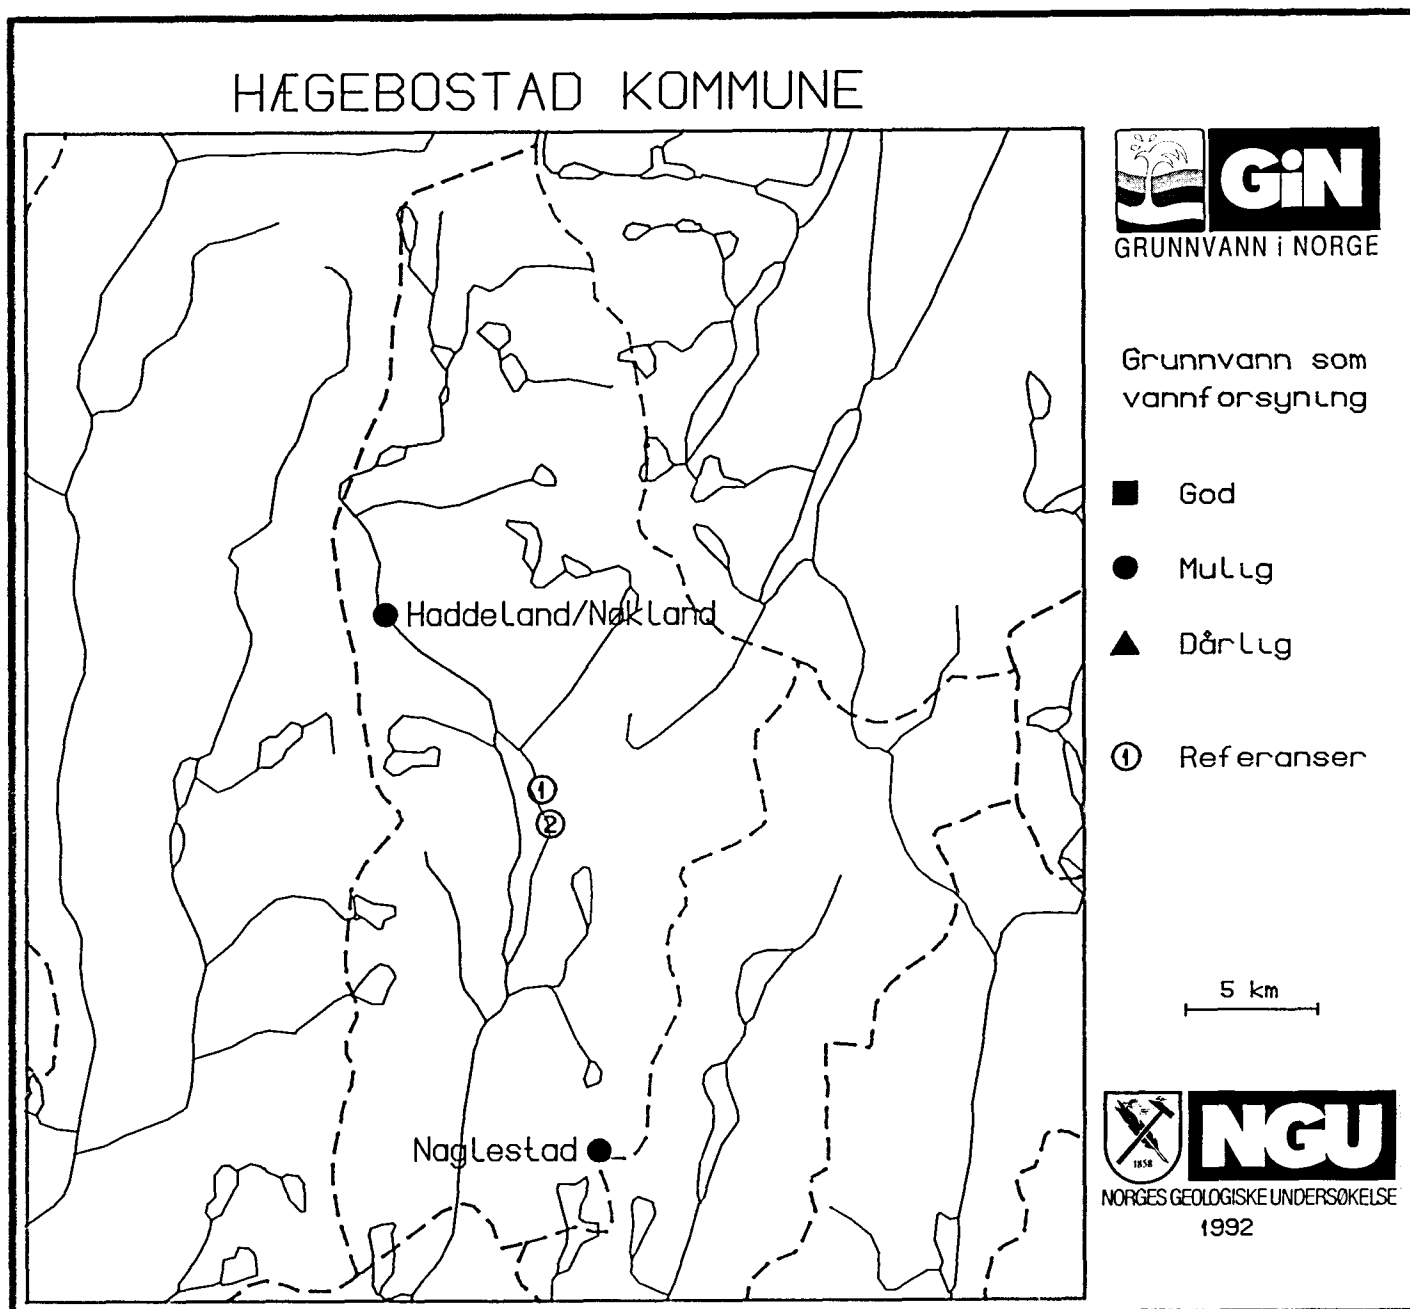 HÆGEBOSTAD KOMMUNE
GiN
GRUNNVANN i NORGE
Grunnvann som
vannforsyning
God
Mulig
Dårlig
1 Referanser
Haddeland/Nøkland
1
2
Naglestad
5 km
1858
NGU
NORGES GEOLOGISKE UNDERSØKELSE
1992